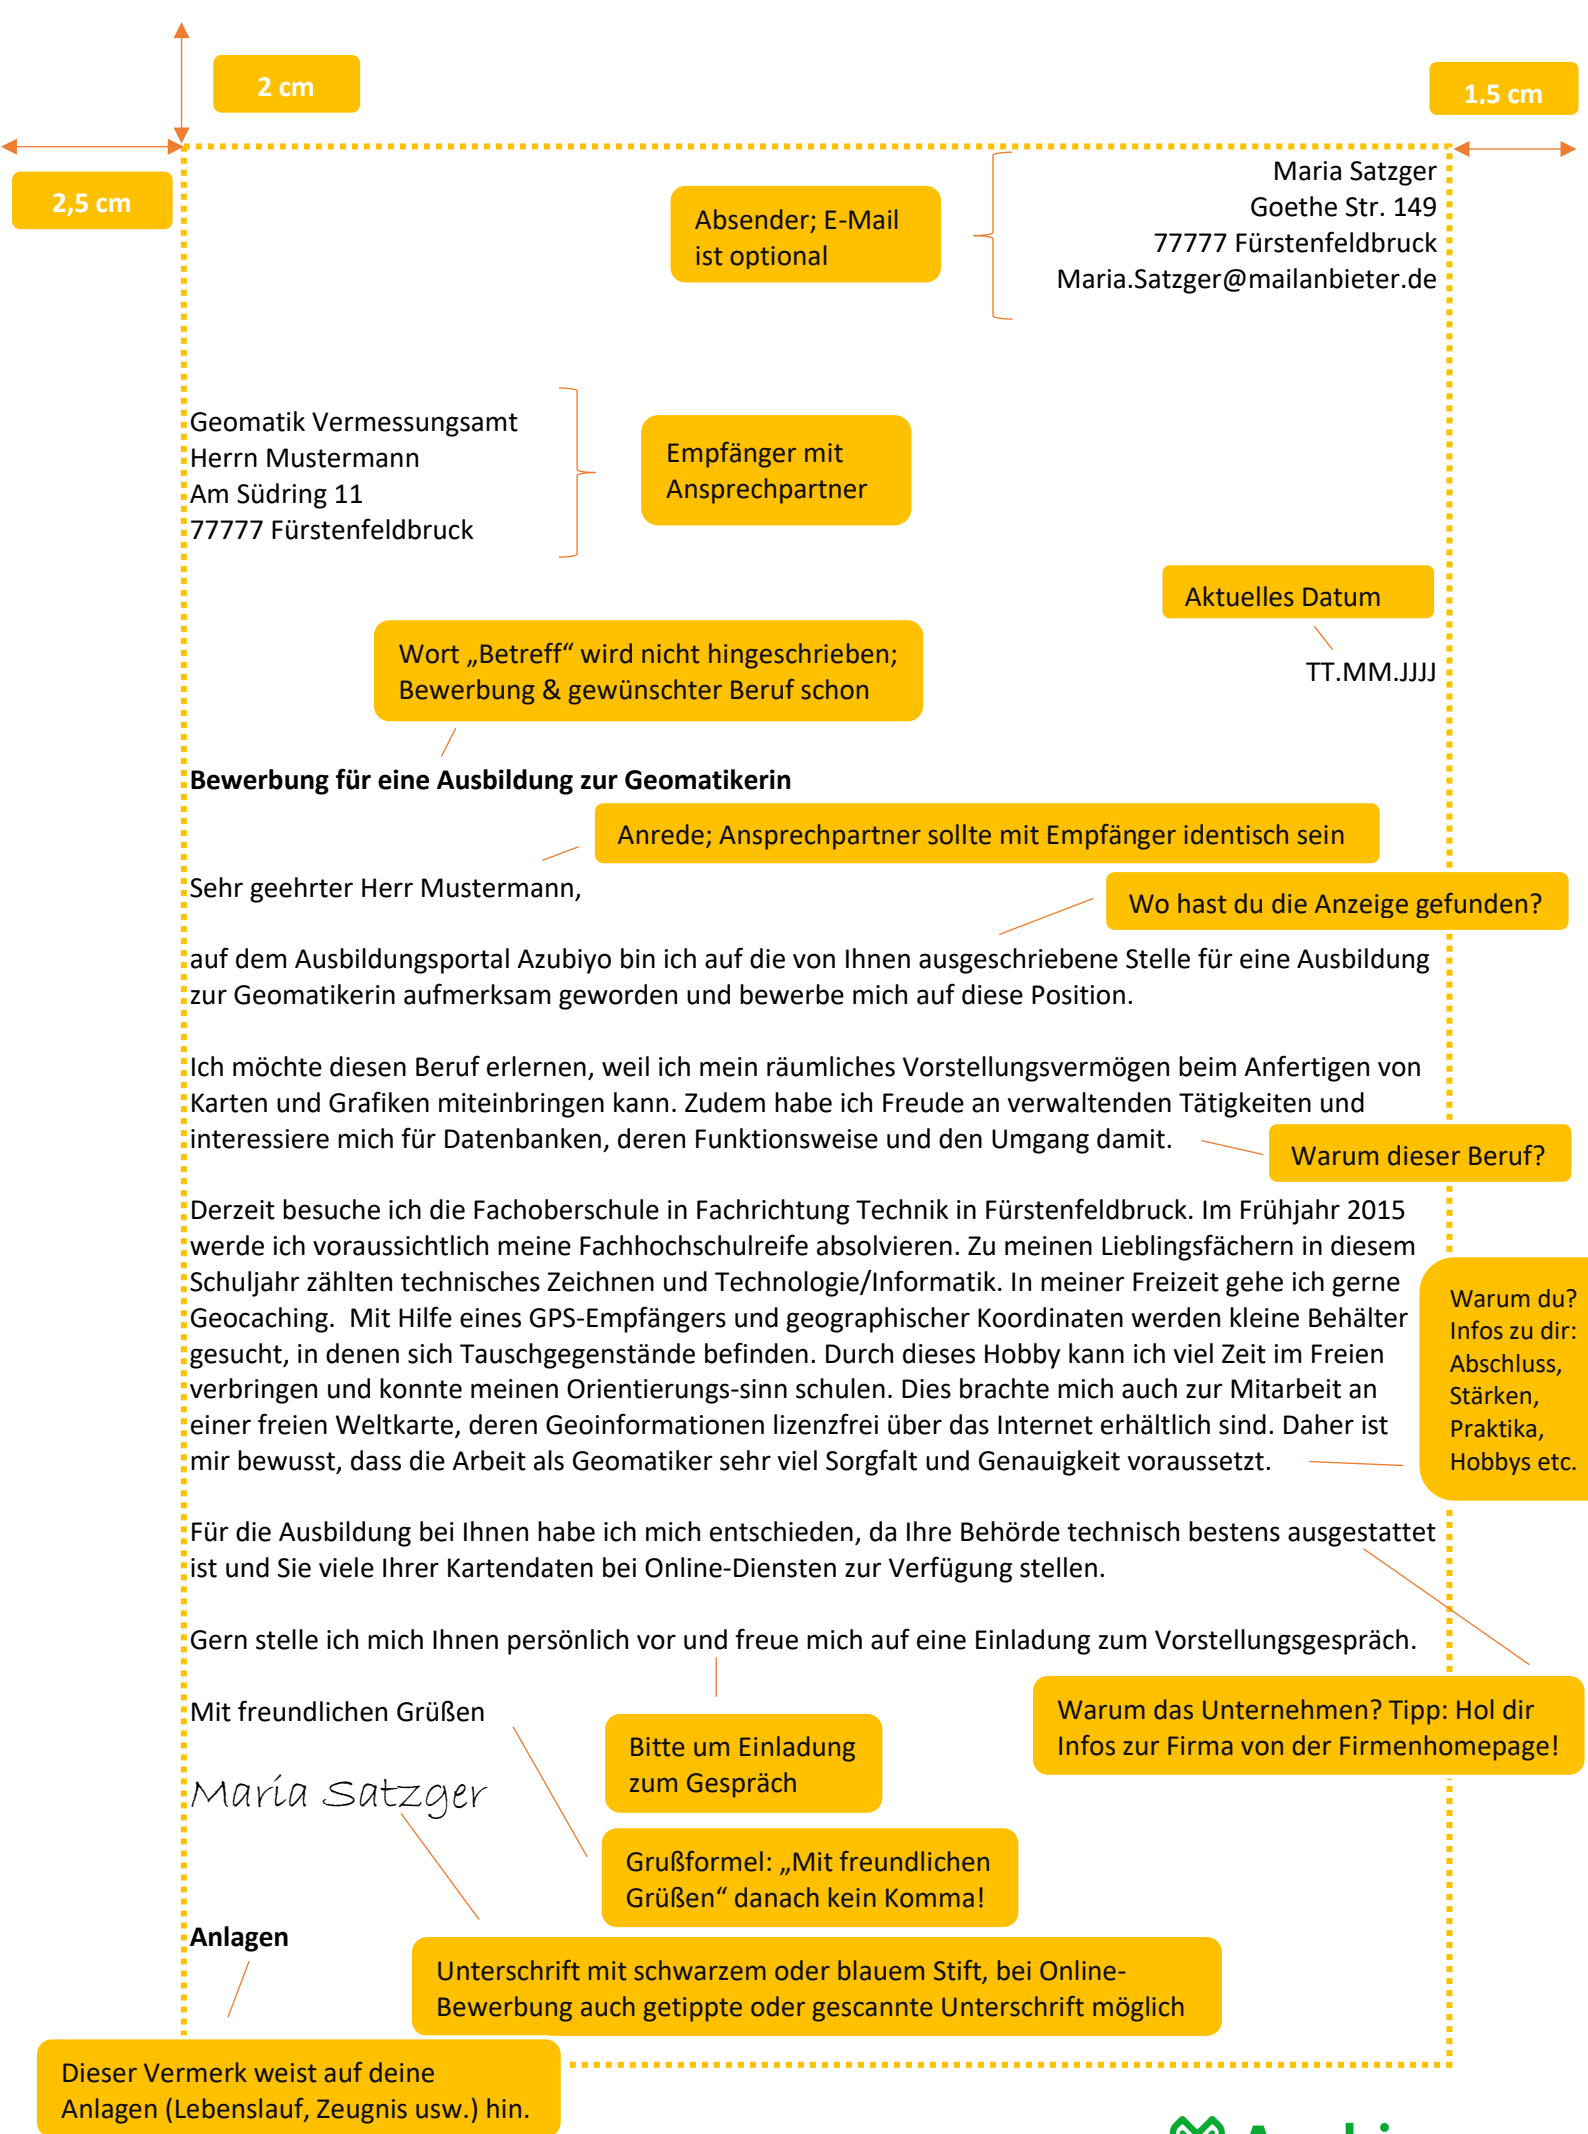 2 cm
1.5 cm
2,5 cm
Maria Satzger
Goethe Str. 149
77777 Fürstenfeldbruck
Maria.Satzger@mailanbieter.de
Absender; E-Mail
ist optional
Geomatik Vermessungsamt
Herrn Mustermann
Am Südring 11
77777 Fürstenfeldbruck
Empfänger mit
Ansprechpartner
Aktuelles Datum
TT.MM.JJJJ
Wort „Betreff“ wird nicht hingeschrieben;
Bewerbung & gewünschter Beruf schon
Bewerbung für eine Ausbildung zur Geomatikerin
Anrede; Ansprechpartner sollte mit Empfänger identisch sein
Sehr geehrter Herr Mustermann,
Wo hast du die Anzeige gefunden?
auf dem Ausbildungsportal Azubiyo bin ich auf die von Ihnen ausgeschriebene Stelle für eine Ausbildung
zur Geomatikerin aufmerksam geworden und bewerbe mich auf diese Position.
Ich möchte diesen Beruf erlernen, weil ich mein räumliches Vorstellungsvermögen beim Anfertigen von
Karten und Grafiken miteinbringen kann. Zudem habe ich Freude an verwaltenden Tätigkeiten und
interessiere mich für Datenbanken, deren Funktionsweise und den Umgang damit.
Warum dieser Beruf?
Derzeit besuche ich die Fachoberschule in Fachrichtung Technik in Fürstenfeldbruck. Im Frühjahr 2015
werde ich voraussichtlich meine Fachhochschulreife absolvieren. Zu meinen Lieblingsfächern in diesem
Schuljahr zählten technisches Zeichnen und Technologie/Informatik. In meiner Freizeit gehe ich gerne
Geocaching.  Mit Hilfe eines GPS-Empfängers und geographischer Koordinaten werden kleine Behälter
gesucht, in denen sich Tauschgegenstände befinden. Durch dieses Hobby kann ich viel Zeit im Freien
verbringen und konnte meinen Orientierungs-sinn schulen. Dies brachte mich auch zur Mitarbeit an
einer freien Weltkarte, deren Geoinformationen lizenzfrei über das Internet erhältlich sind. Daher ist
mir bewusst, dass die Arbeit als Geomatiker sehr viel Sorgfalt und Genauigkeit voraussetzt.
Warum du?
Infos zu dir:
Abschluss,
Stärken,
Praktika,
Hobbys etc.
Für die Ausbildung bei Ihnen habe ich mich entschieden, da Ihre Behörde technisch bestens ausgestattet
ist und Sie viele Ihrer Kartendaten bei Online-Diensten zur Verfügung stellen.
Gern stelle ich mich Ihnen persönlich vor und freue mich auf eine Einladung zum Vorstellungsgespräch.
Mit freundlichen Grüßen
Warum das Unternehmen? Tipp: Hol dir
Infos zur Firma von der Firmenhomepage!
Bitte um Einladung
zum Gespräch
Maria Satzger
Grußformel: „Mit freundlichen
Grüßen“ danach kein Komma!
Anlagen
Unterschrift mit schwarzem oder blauem Stift, bei Online-
Bewerbung auch getippte oder gescannte Unterschrift möglich
Dieser Vermerk weist auf deine
Anlagen (Lebenslauf, Zeugnis usw.) hin.